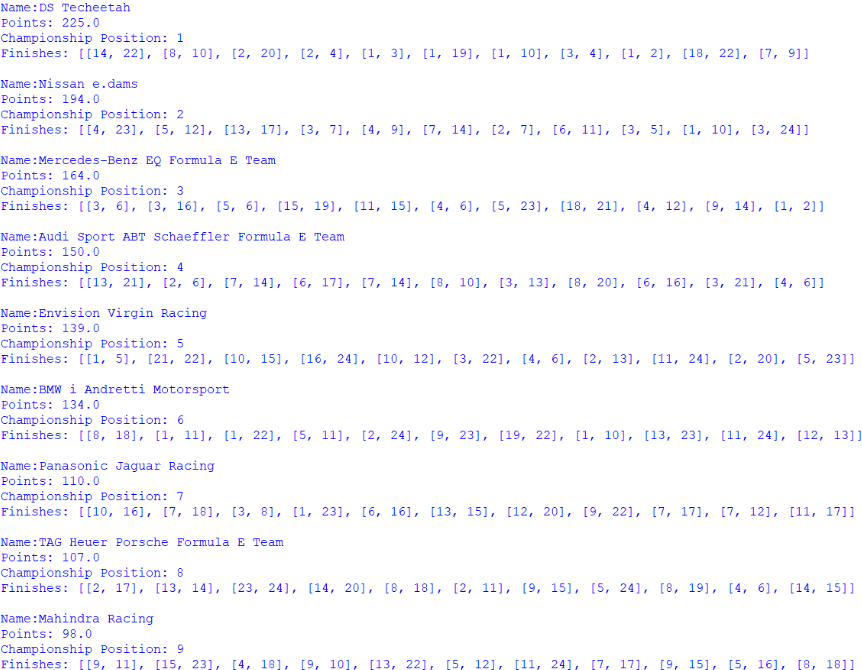 Name:DS Techeetah
Points: 225.0
Championship Position: 1
Finishes: [[14, 22], [8, 10], [2, 20], [2, 4], [1, 3], [1, 19], [1, 10], [3, 4], [1, 2], [18, 22], [7, 9]]
Name:Nissan e.dams
Points: 194.0
Championship Position: 2
Finishes: [[4, 23], [5, 12], [13, 17], [3, 7], [4, 9], [7, 14], [2, 7], [6, 11], [3, 5], [1, 10], [3, 24]]
Name:Mercedes-Benz EQ Formula E Team
Points: 164.0
Championship Position: 3
Finishes: [[3, 6], [3, 16], [5, 6], [15, 19], [11, 15], [4, 6], [5, 23], [18, 21], [4, 12], [9, 14], [1, 2]]
Name:Audi Sport ABT Schaeffler Formula E Team
Points: 150.0
Championship Position: 4
Finishes: [[13, 21], [2, 6], [7, 14], [6, 17], [7, 14], [8, 10], [3, 13], [8, 20], [6, 16], [3, 21], [4, 6]]
Name:Envision Virgin Racing
Points: 139.0
Championship Position: 5
Finishes: [[1, 5], [21, 22], [10, 15], [16, 24], [10, 12], [3, 22], [4, 6], [2, 13], [11, 24], [2, 20], [5, 23]]
Name:BMW i Andretti Motorsport
Points: 134.0
Championship Position: 6
Finishes: [[8, 18], [1, 11], [1, 22], [5, 11], [2, 24], [9, 23], [19, 22], [1, 10], [13, 23], [11, 24], [12, 13]]
Name:Panasonic Jaguar Racing
Points: 110.0
Championship Position: 7
Finishes: [[10, 16], [7, 18], [3, 8], [1, 23], [6, 16], [13, 15], [12, 20], [9, 22], [7, 17], [7, 12], [11, 17]]
Name:TAG Heuer Porsche Formula E Team
Points: 107.0
Championship Position: 8
Finishes: [[2, 17], [13, 14], [23, 24], [14, 20], [8, 18], [2, 11], [9, 15], [5, 24], [8, 19], [4, 6], [14, 15]]
Name:Mahindra Racing
Points: 98.0
Championship Position: 9
Finishes: [[9, 11], [15, 23], [4, 18], [9, 10], [13, 22], [5, 12], [11, 24], [7, 17], [9, 15], [5, 16], [8, 18]]